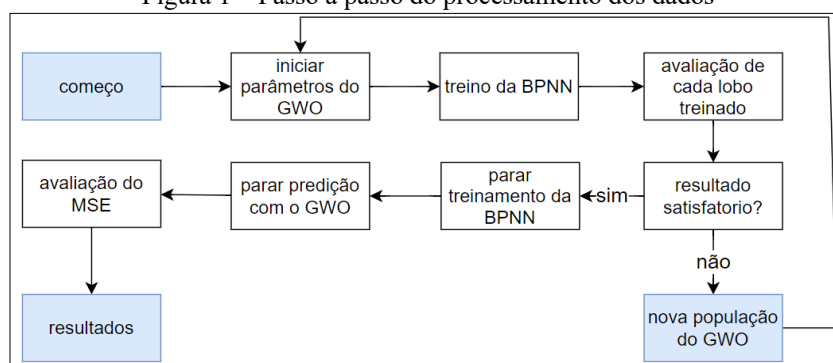 Figura 1 – Passo a passo do processamento dos dados
começo
iniciar
parâmetros do
GWO
treino da BPNN
avaliação de
cada lobo
treinado
avaliação do
MSE
parar predição
com o GWO
parar
treinamento da
BPNN
sim
resultado
satisfatorio?
não
resultados
nova população
do GWO